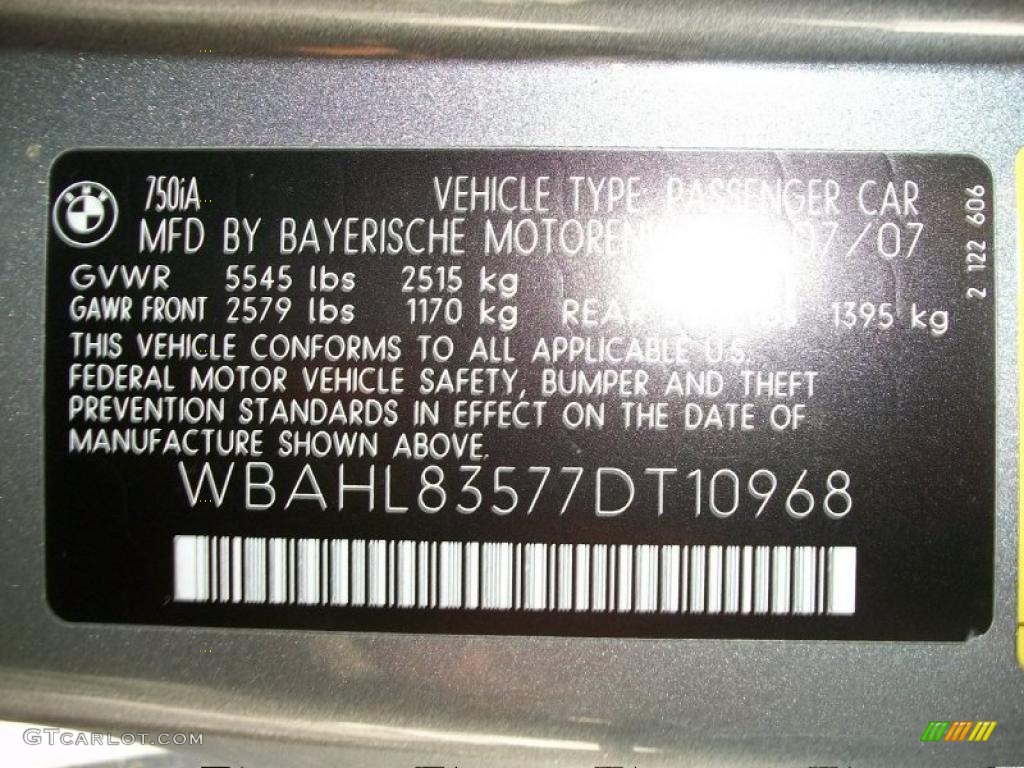 750iA
VEHICLE TYPE: PASSENGER CAR
MFD BY BAYERISCHE MOTOREN 07/07
GVWR 5545 lbs 2515 kg
GAWR FRONT 2579 lbs 1170 kg REAR 1395 kg
THIS VEHICLE CONFORMS TO ALL APPLICABLE U.S.
FEDERAL MOTOR VEHICLE SAFETY, BUMPER AND THEFT
PREVENTION STANDARDS IN EFFECT ON THE DATE OF
MANUFACTURE SHOWN ABOVE.
WBAHL83577DT10968
2 122 606
GTCARLOT.COM